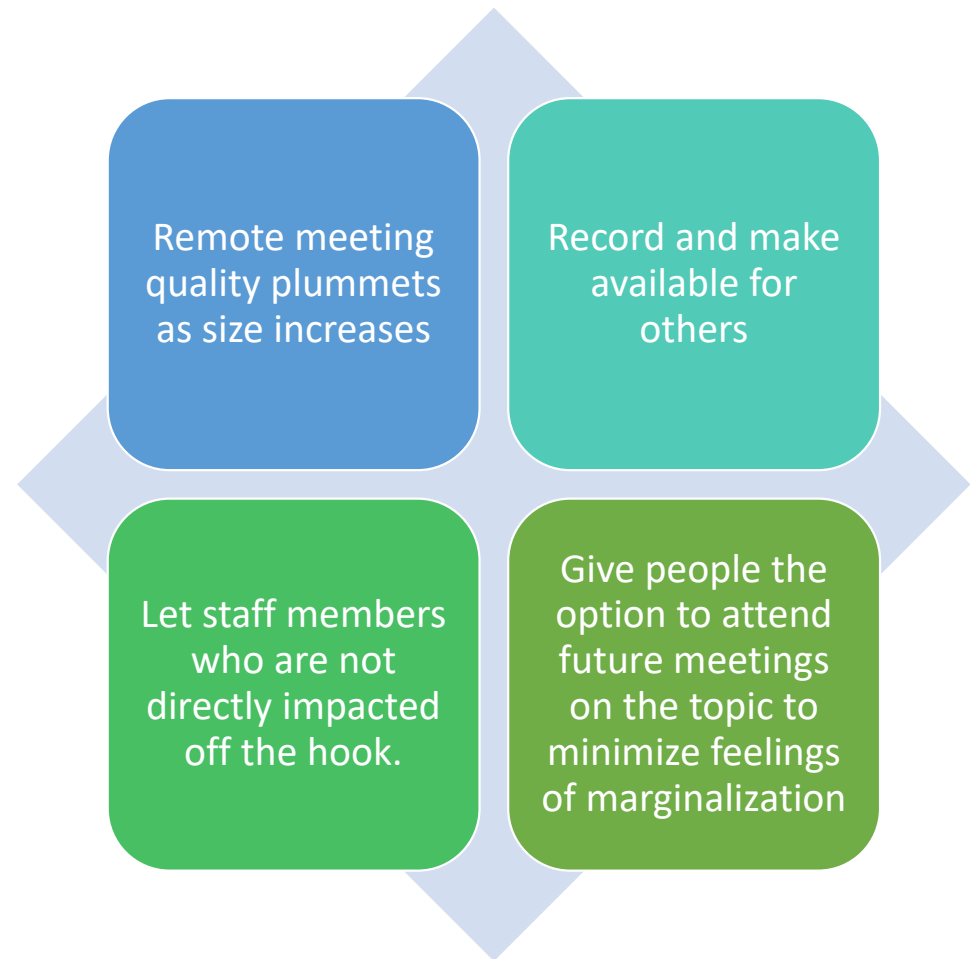 Remote meeting
quality plummets
as size increases
Record and make
available for
others
Let staff members
who are not
directly impacted
off the hook.
Give people the
option to attend
future meetings
on the topic to
minimize feelings
of marginalization